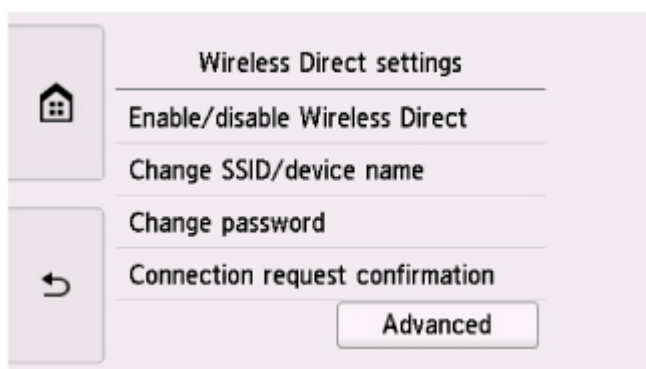 Wireless Direct settings
Enable/disable Wireless Direct
Change SSID/device name
Change password
Connection request confirmation
Advanced